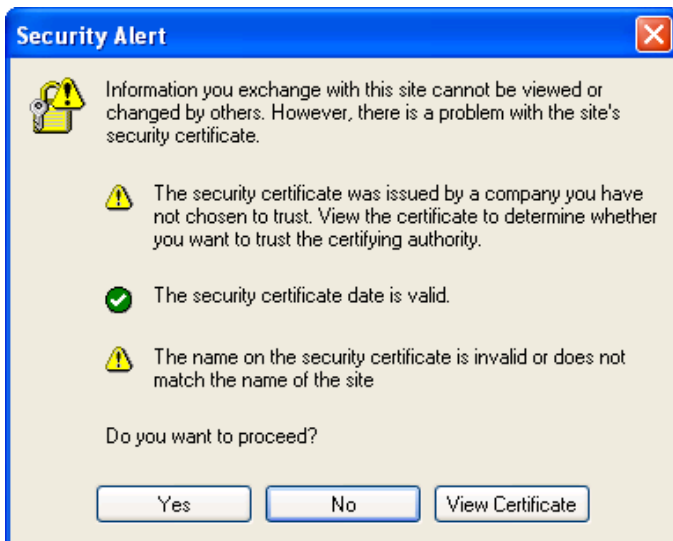 Security Alert
Information you exchange with this site cannot be viewed or
changed by others. However, there is a problem with the site's
security certificate.
The security certificate was issued by a company you have
not chosen to trust. View the certificate to determine whether
you want to trust the certifying authority.
The security certificate date is valid.
The name on the security certificate is invalid or does not
match the name of the site
Do you want to proceed?
Yes
No
View Certificate